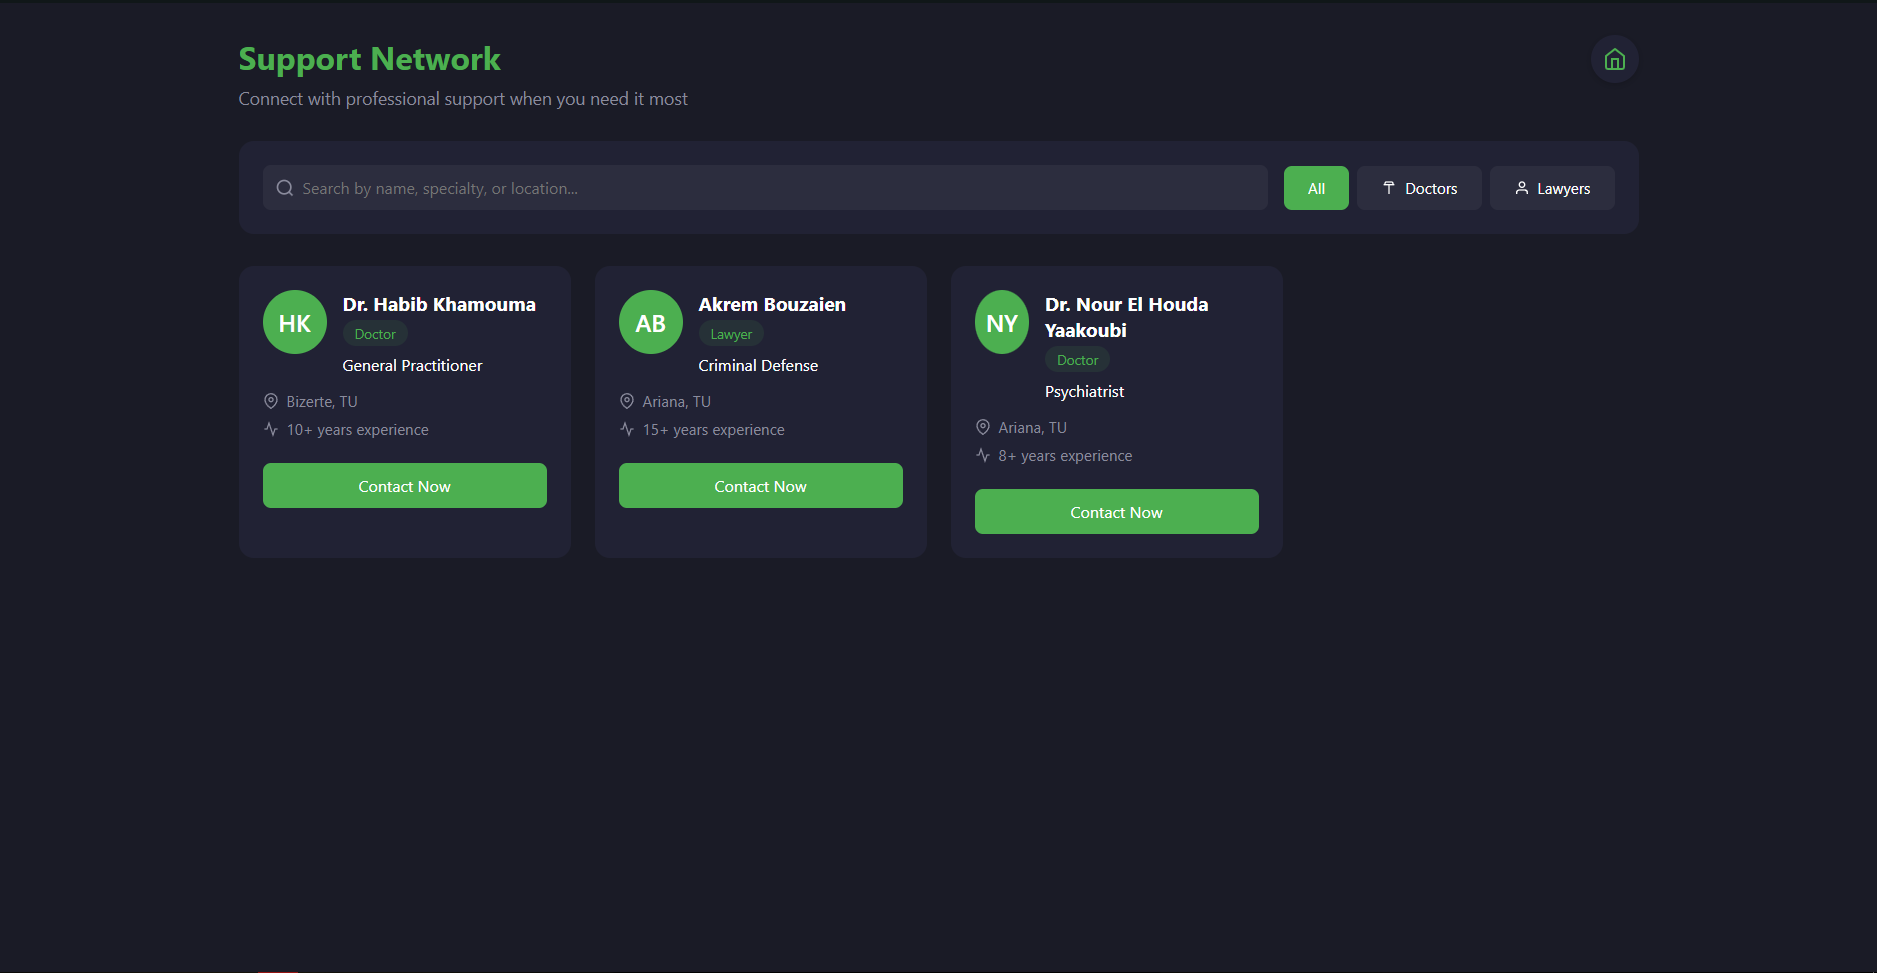 Support Network
Connect with professional support when you need it most
Search by name, specialty, or location...
All
Doctors
Lawyers
HK
Dr. Habib Khamouma
Doctor
General Practitioner
Bizerte, TU
10+ years experience
Contact Now
AB
Akrem Bouzaien
Lawyer
Criminal Defense
Ariana, TU
15+ years experience
Contact Now
NY
Dr. Nour El Houda
Yaakoubi
Doctor
Psychiatrist
Ariana, TU
8+ years experience
Contact Now